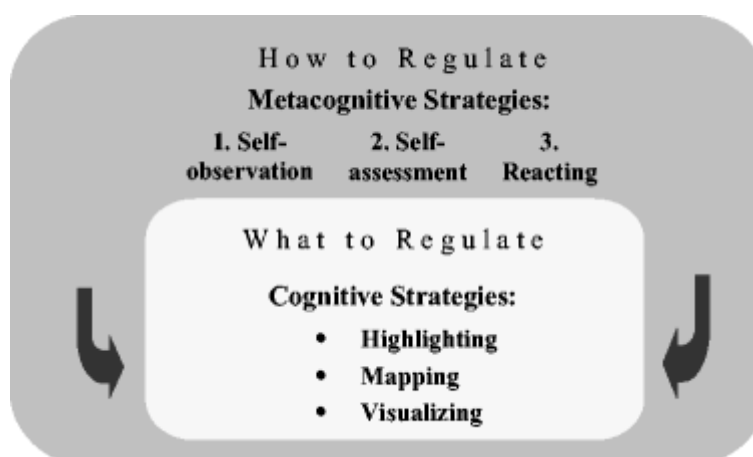 How to Regulate
Metacognitive Strategies:
1. Self-observation 2. Self-assessment 3. Reacting
What to Regulate
Cognitive Strategies:
• Highlighting
• Mapping
• Visualizing